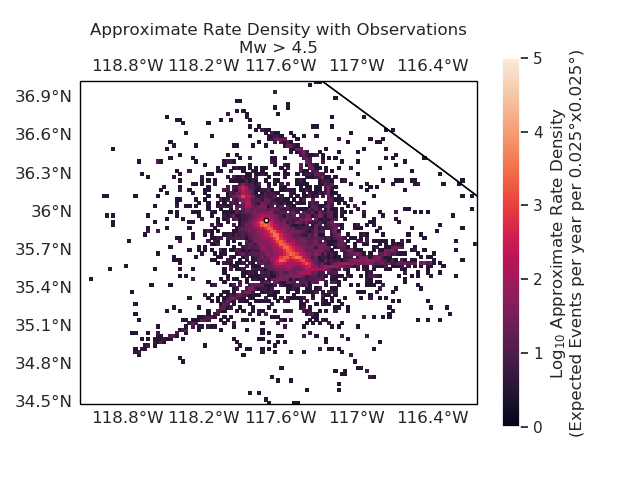 Approximate Rate Density with Observations
Mw > 4.5
118.8°W 118.2°W 117.6°W 117°W 116.4°W
36.9°N
36.6°N
36.3°N
36°N
35.7°N
35.4°N
35.1°N
34.8°N
34.5°N
118.8°W 118.2°W 117.6°W 117°W 116.4°W
5
4
3
2
1
0
Log₁₀ Approximate Rate Density
(Expected Events per year per 0.025°x0.025°)